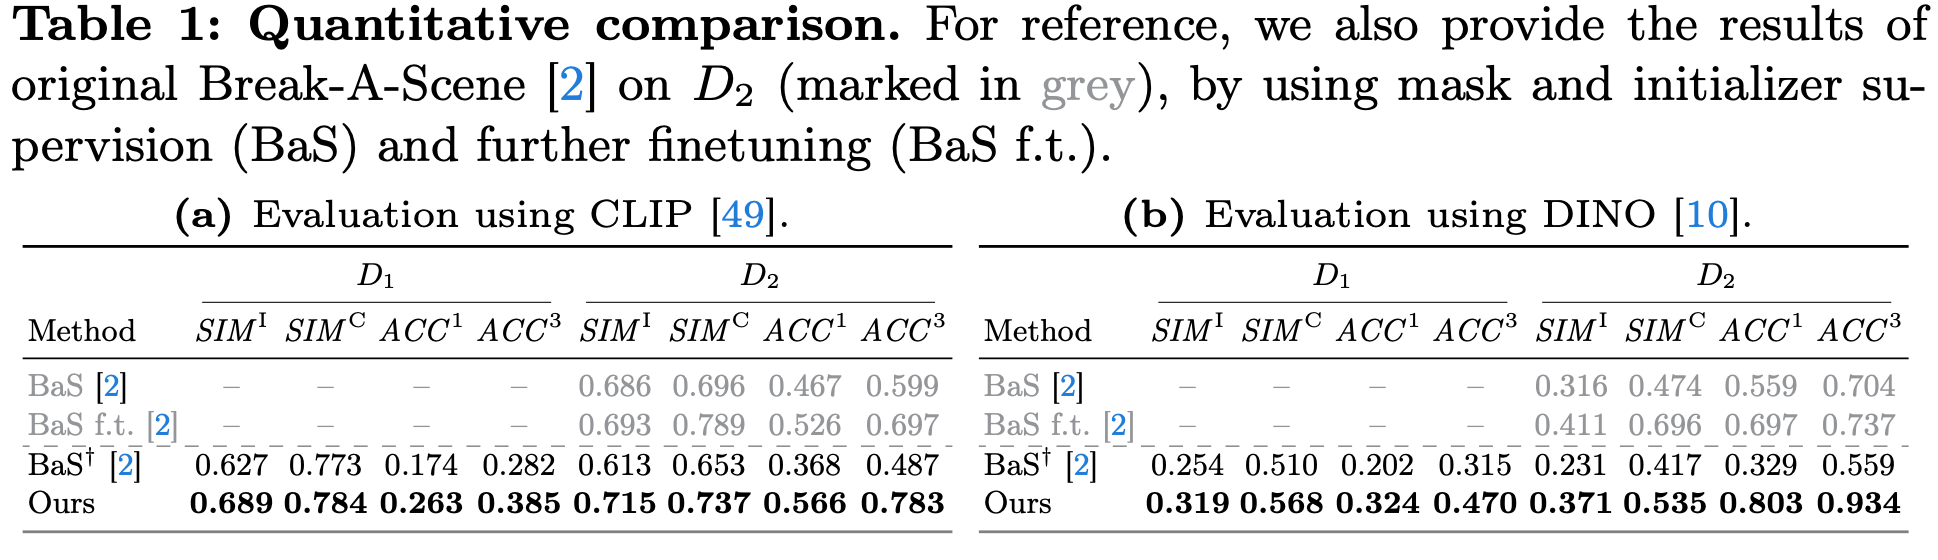 Table 1: Quantitative comparison. For reference, we also provide the results of
original Break-A-Scene [2] on D₂ (marked in grey), by using mask and initializer su-
pervision (BaS) and further finetuning (BaS f.t.).
(a) Evaluation using CLIP [49].
D₁ D₂
Method SIMᴵ SIMᶜ ACC¹ ACC³ SIMᴵ SIMᶜ ACC¹ ACC³
BaS [2] – – – – 0.686 0.696 0.467 0.599
BaS f.t. [2] – – – – 0.693 0.789 0.526 0.697
BaS† [2] 0.627 0.773 0.174 0.282 0.613 0.653 0.368 0.487
Ours 0.689 0.784 0.263 0.385 0.715 0.737 0.566 0.783
(b) Evaluation using DINO [10].
D₁ D₂
Method SIMᴵ SIMᶜ ACC¹ ACC³ SIMᴵ SIMᶜ ACC¹ ACC³
BaS [2] – – – – 0.316 0.474 0.559 0.704
BaS f.t. [2] – – – – 0.411 0.696 0.697 0.737
BaS† [2] 0.254 0.510 0.202 0.315 0.231 0.417 0.329 0.559
Ours 0.319 0.568 0.324 0.470 0.371 0.535 0.803 0.934